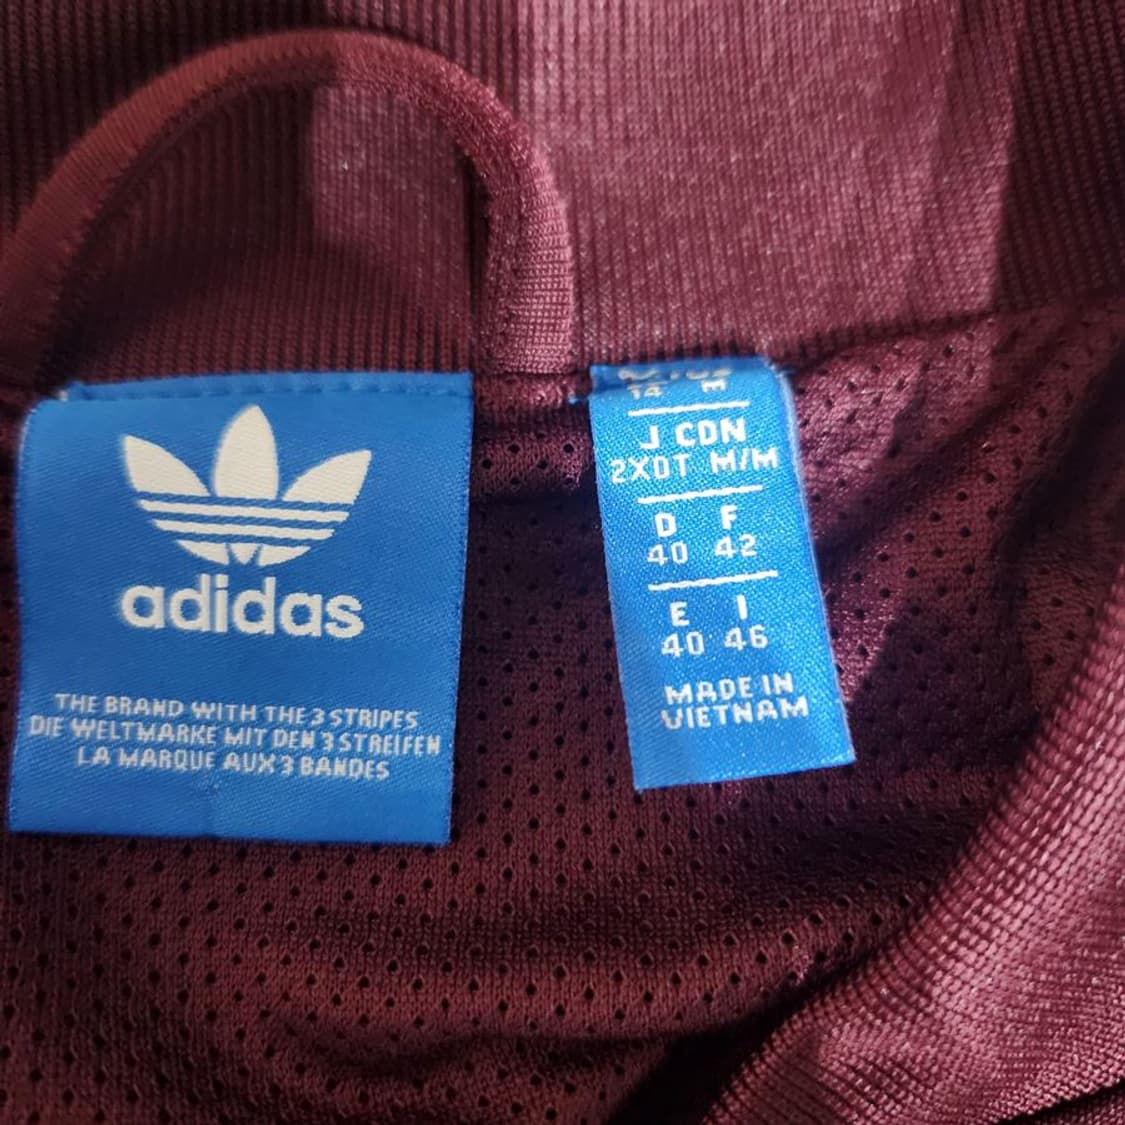 adidas
THE BRAND WITH THE 3 STRIPES
DIE WELTMARKE MIT DEN 3 STREIFEN
LA MARQUE AUX 3 BANDES
14 M
J CDN
2XOT M/M
D F
40 42
E I
40 46
MADE IN
VIETNAM